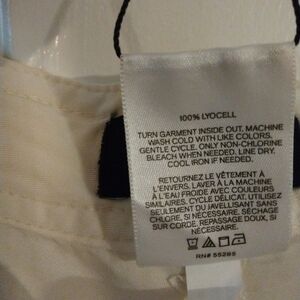 100% LYOCELL
TURN GARMENT INSIDE OUT. MACHINE
WASH COLD WITH LIKE COLORS.
GENTLE CYCLE. ONLY NON-CHLORINE
BLEACH WHEN NEEDED. LINE DRY.
COOL IRON IF NEEDED.
RETOURNEZ LE VÊTEMENT À
L'ENVERS. LAVER À LA MACHINE
À L'EAU FROIDE AVEC COULEURS
SIMILAIRES. CYCLE DÉLICAT. UTILISEZ
SEULEMENT DU JAVELLISANT SANS
CHLORE, SI NÉCESSAIRE. SÉCHAGE
SUR CORDE. REPASSAGE DOUX SI
NÉCESSAIRE.
RN# 55285